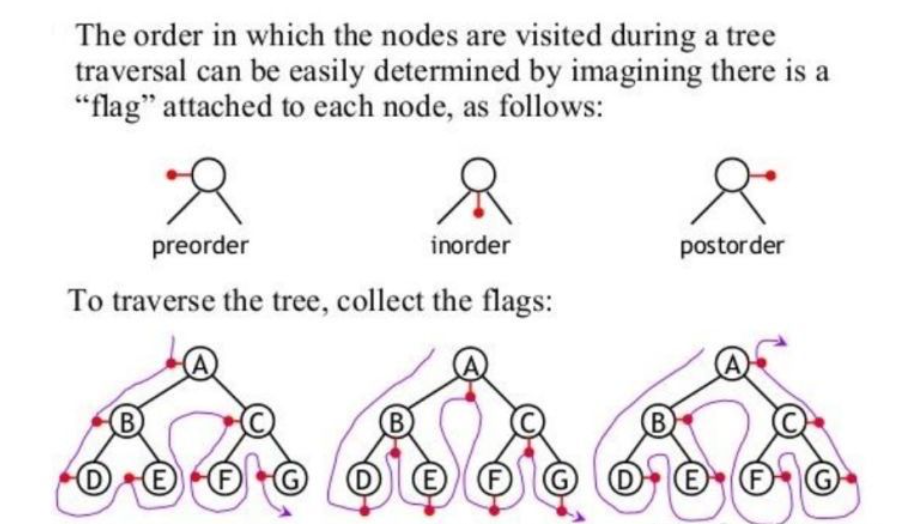 The order in which the nodes are visited during a tree
traversal can be easily determined by imagining there is a
“flag” attached to each node, as follows:
preorder inorder postorder
To traverse the tree, collect the flags:
A A A
B C B C B C
D E F G D E F G D E F G